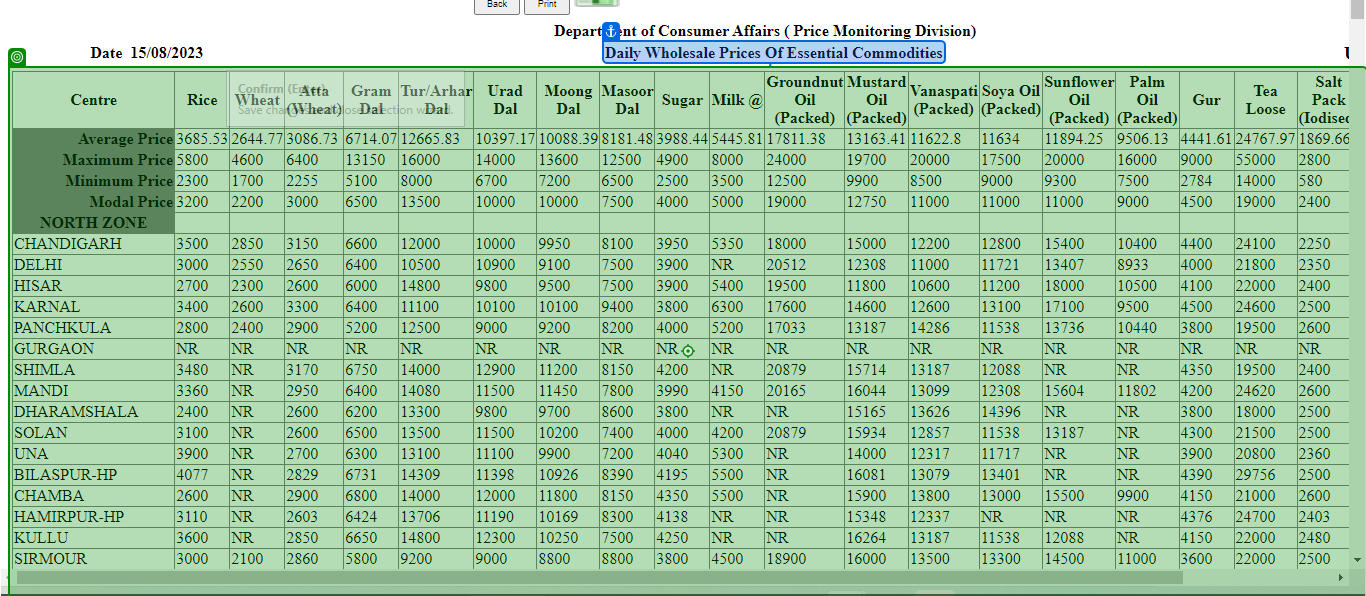 Back Print
Department of Consumer Affairs ( Price Monitoring Division)
Date 15/08/2023 Daily Wholesale Prices Of Essential Commodities U
Centre Rice Wheat Atta (Wheat) Gram Dal Tur/Arhar Dal Urad Dal Moong Dal Masoor Dal Sugar Milk @ Groundnut Oil (Packed) Mustard Oil (Packed) Vanaspati (Packed) Soya Oil (Packed) Sunflower Oil (Packed) Palm Oil (Packed) Gur Tea Loose Salt Pack (Iodised
Average Price 3685.53 2644.77 3086.73 6714.07 12665.83 10397.17 10088.39 8181.48 3988.44 5445.81 17811.38 13163.41 11622.8 11634 11894.25 9506.13 4441.61 24767.97 1869.66
Maximum Price 5800 4600 6400 13150 16000 14000 13600 12500 4900 8000 24000 19700 20000 17500 20000 16000 9000 55000 2800
Minimum Price 2300 1700 2255 5100 8000 6700 7200 6500 2500 3500 12500 9900 8500 9000 9300 7500 2784 14000 580
Modal Price 3200 2200 3000 6500 13500 10000 10000 7500 4000 5000 19000 12750 11000 11000 11000 9000 4500 19000 2400
NORTH ZONE
CHANDIGARH 3500 2850 3150 6600 12000 10000 9950 8100 3950 5350 18000 15000 12200 12800 15400 10400 4400 24100 2250
DELHI 3000 2550 2650 6400 10500 10900 9100 7500 3900 NR 20512 12308 11000 11721 13407 8933 4000 21800 2350
HISAR 2700 2300 2600 6000 14800 9800 9500 7500 3900 5400 19500 11800 10600 11200 18000 10500 4100 22000 2400
KARNAL 3400 2600 3300 6400 11100 10100 10100 9400 3800 6300 17600 14600 12600 13100 17100 9500 4500 24600 2500
PANCHKULA 2800 2400 2900 5200 12500 9000 9200 8200 4000 5200 17033 13187 14286 11538 13736 10440 3800 19500 2600
GURGAON NR NR NR NR NR NR NR NR NR NR NR NR NR NR NR NR NR NR NR
SHIMLA 3480 NR 3170 6750 14000 12900 11200 8150 4200 NR 20879 15714 13187 12088 NR NR 4350 19500 2400
MANDI 3360 NR 2950 6400 14080 11500 11450 7800 3990 4150 20165 16044 13099 12308 15604 11802 4200 24620 2600
DHARAMSHALA 2400 NR 2600 6200 13300 9800 9700 8600 3800 NR NR 15165 13626 14396 NR NR 3800 18000 2500
SOLAN 3100 NR 2600 6500 13500 11500 10200 7400 4000 4200 20879 15934 12857 11538 13187 NR 4300 21500 2500
UNA 3900 NR 2700 6300 13100 11100 9900 7200 4040 5300 NR 14000 12317 11717 NR NR 3900 20800 2360
BILASPUR-HP 4077 NR 2829 6731 14309 11398 10926 8390 4195 5500 NR 16081 13079 13401 NR NR 4390 29756 2500
CHAMBA 2600 NR 2900 6800 14000 12000 11800 8150 4350 5500 NR 15900 13800 13000 15500 9900 4150 21000 2600
HAMIRPUR-HP 3110 NR 2603 6424 13706 11190 10169 8300 4138 NR NR 15348 12337 NR NR NR 4376 24700 2403
KULLU 3600 NR 2850 6650 14800 12300 10250 7500 4250 NR NR 16264 13187 11538 12088 NR 4150 22000 2480
SIRMOUR 3000 2100 2860 5800 9200 9000 8800 8800 3800 4500 18900 16000 13500 13300 14500 11000 3600 22000 2500